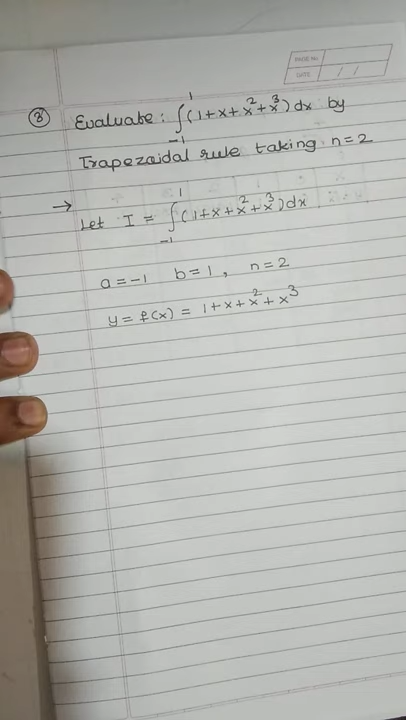 PAGE No.
DATE / /
8 Evaluate : ∫₋₁¹ (1+x+x²+x³) dx by
Trapezoidal rule taking n=2
→ Let I = ∫₋₁¹ (1+x+x²+x³) dx
a = -1 b = 1 , n = 2
y = f(x) = 1+x+x²+x³